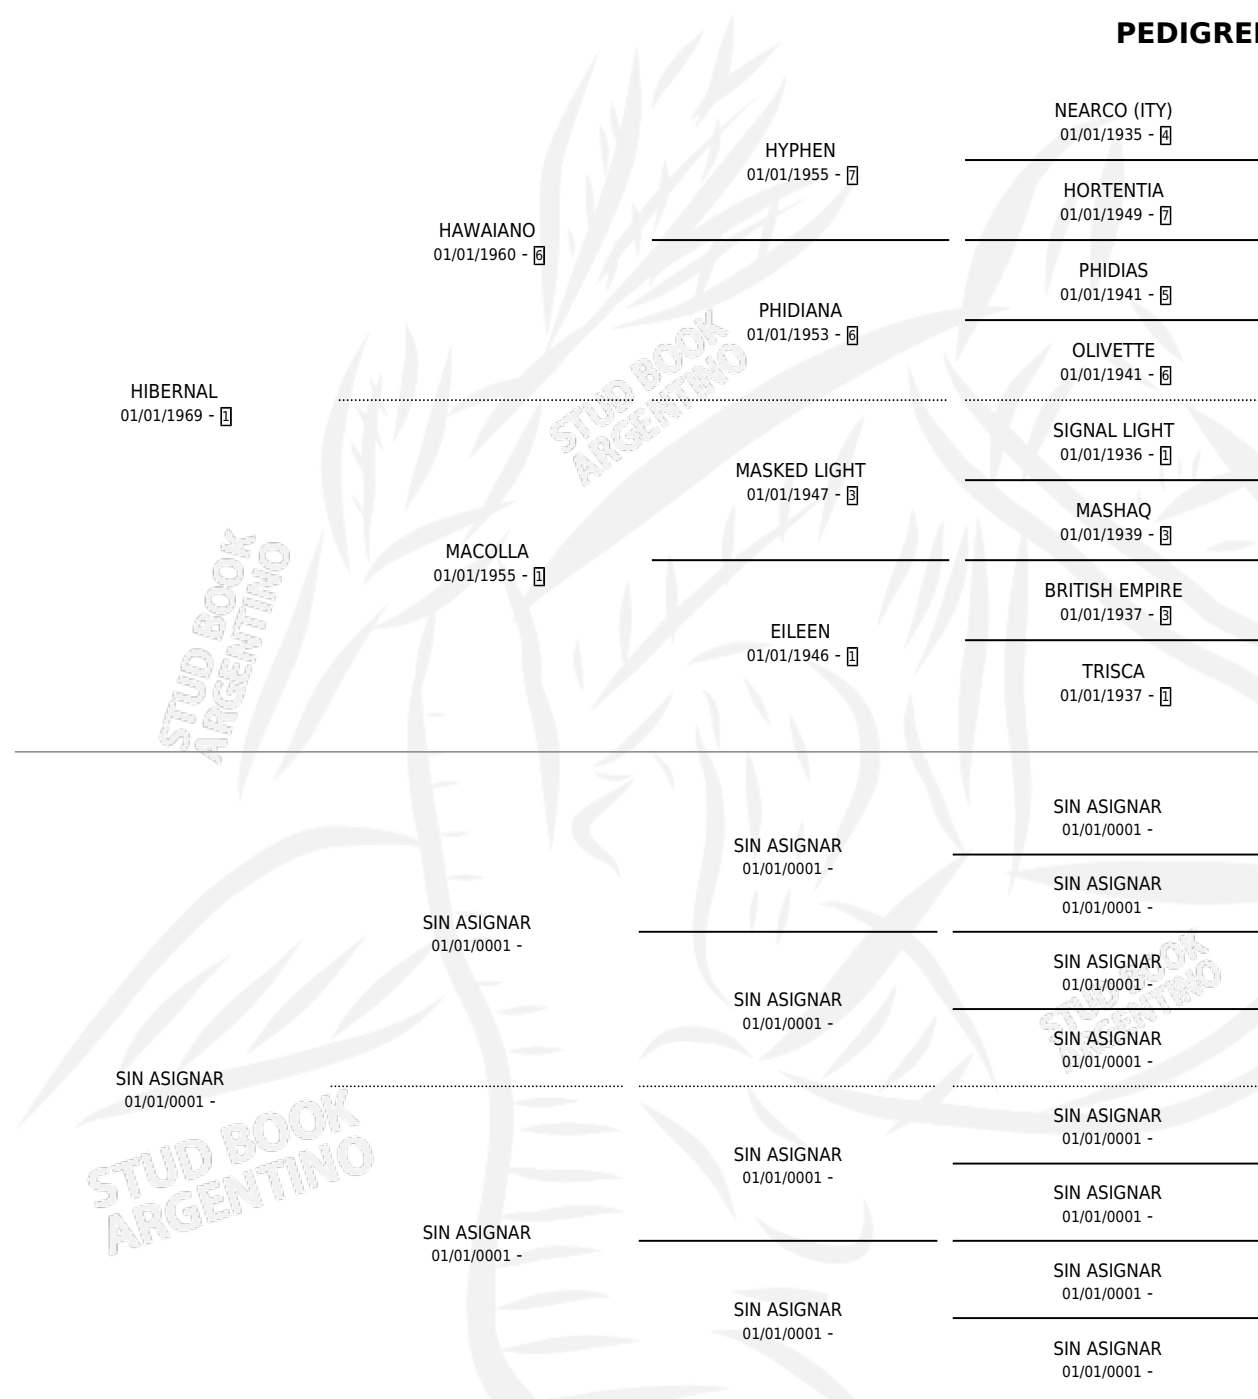 PEDIGREE
NEARCO (ITY)
01/01/1935 - 4
HYPHEN
01/01/1955 - 7
HORTENTIA
01/01/1949 - 7
HAWAIANO
01/01/1960 - 6
PHIDIAS
01/01/1941 - 5
PHIDIANA
01/01/1953 - 6
OLIVETTE
01/01/1941 - 6
HIBERNAL
01/01/1969 - 1
SIGNAL LIGHT
01/01/1936 - 1
MASKED LIGHT
01/01/1947 - 3
MASHAQ
01/01/1939 - 3
MACOLLA
01/01/1955 - 1
BRITISH EMPIRE
01/01/1937 - 3
EILEEN
01/01/1946 - 1
TRISCA
01/01/1937 - 1
STUD BOOK
ARGENTINO
STUD BOOK
ARGENTINO
SIN ASIGNAR
01/01/0001 -
SIN ASIGNAR
01/01/0001 -
SIN ASIGNAR
01/01/0001 -
SIN ASIGNAR
01/01/0001 -
SIN ASIGNAR
01/01/0001 -
SIN ASIGNAR
01/01/0001 -
SIN ASIGNAR
01/01/0001 -
SIN ASIGNAR
01/01/0001 -
SIN ASIGNAR
01/01/0001 -
SIN ASIGNAR
01/01/0001 -
SIN ASIGNAR
01/01/0001 -
SIN ASIGNAR
01/01/0001 -
SIN ASIGNAR
01/01/0001 -
SIN ASIGNAR
01/01/0001 -
SIN ASIGNAR
01/01/0001 -
STUD BOOK
ARGENTINO
STUD BOOK
ARGENTINO